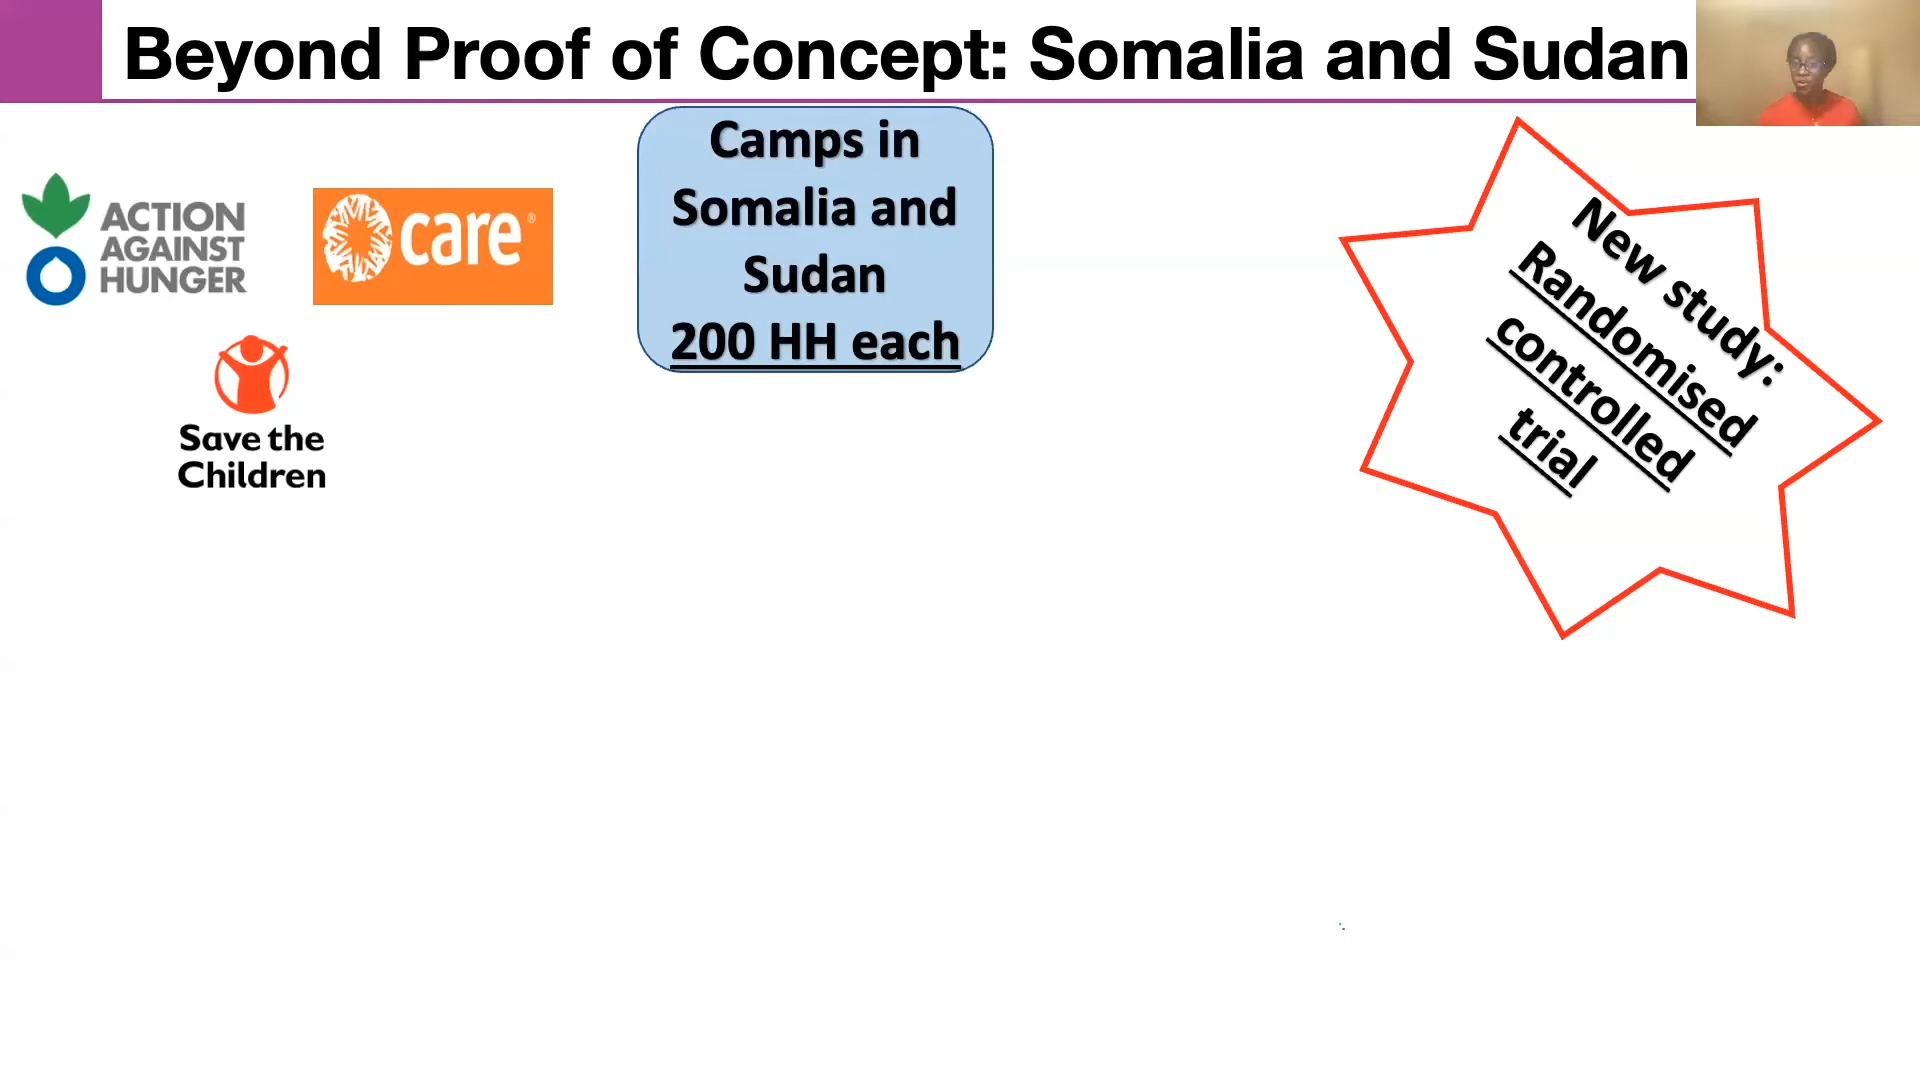 Beyond Proof of Concept: Somalia and Sudan
ACTION
AGAINST
HUNGER
care®
Save the
Children
Camps in
Somalia and
Sudan
200 HH each
New study:
Randomised
controlled
trial